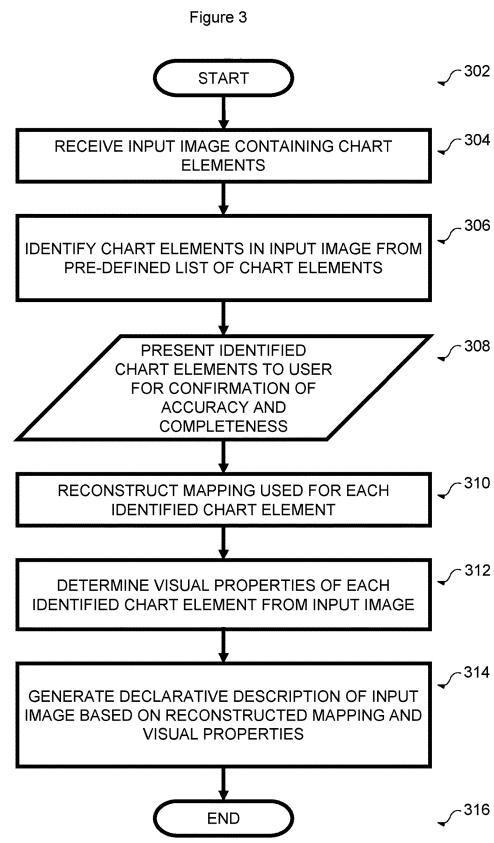 Figure 3
START
302
RECEIVE INPUT IMAGE CONTAINING CHART
ELEMENTS
304
IDENTIFY CHART ELEMENTS IN INPUT IMAGE FROM
PRE-DEFINED LIST OF CHART ELEMENTS
306
PRESENT IDENTIFIED
CHART ELEMENTS TO USER
FOR CONFIRMATION OF
ACCURACY AND
COMPLETENESS
308
RECONSTRUCT MAPPING USED FOR EACH
IDENTIFIED CHART ELEMENT
310
DETERMINE VISUAL PROPERTIES OF EACH
IDENTIFIED CHART ELEMENT FROM INPUT IMAGE
312
GENERATE DECLARATIVE DESCRIPTION OF INPUT
IMAGE BASED ON RECONSTRUCTED MAPPING AND
VISUAL PROPERTIES
314
END
316